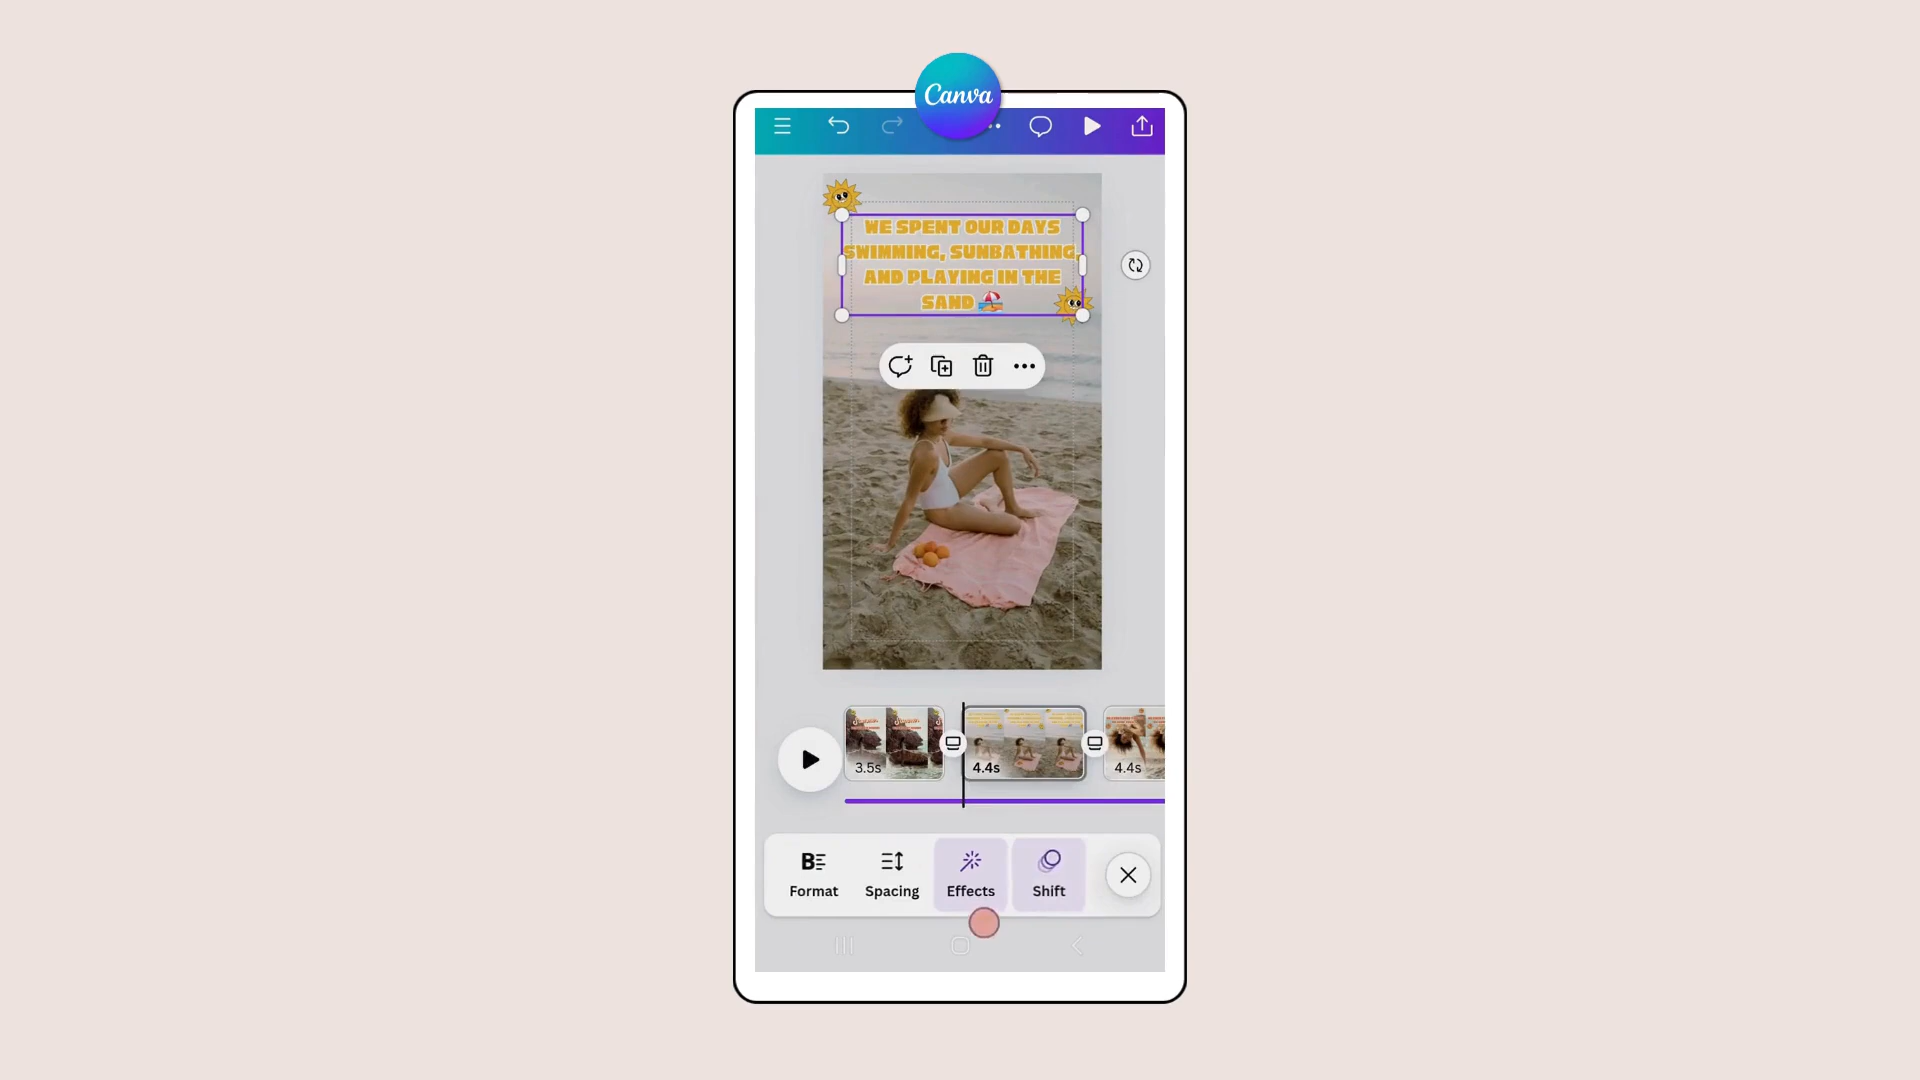 Canva
WE SPENT OUR DAYS
SWIMMING, SUNBATHING,
AND PLAYING IN THE
SAND 🏖️
3.5s
4.4s
4.4s
Format
Spacing
Effects
Shift